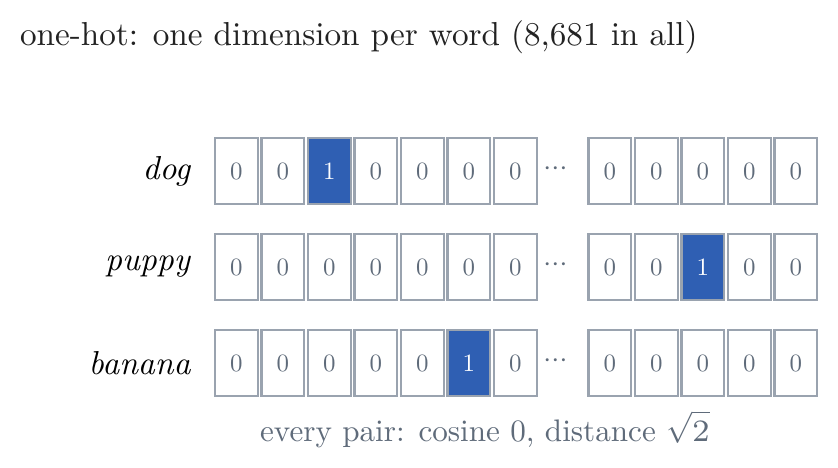 one-hot: one dimension per word (8,681 in all)
dog 0 0 1 0 0 0 0 ... 0 0 0 0 0
puppy 0 0 0 0 0 0 0 ... 0 0 1 0 0
banana 0 0 0 0 0 1 0 ... 0 0 0 0 0
every pair: cosine 0, distance √2